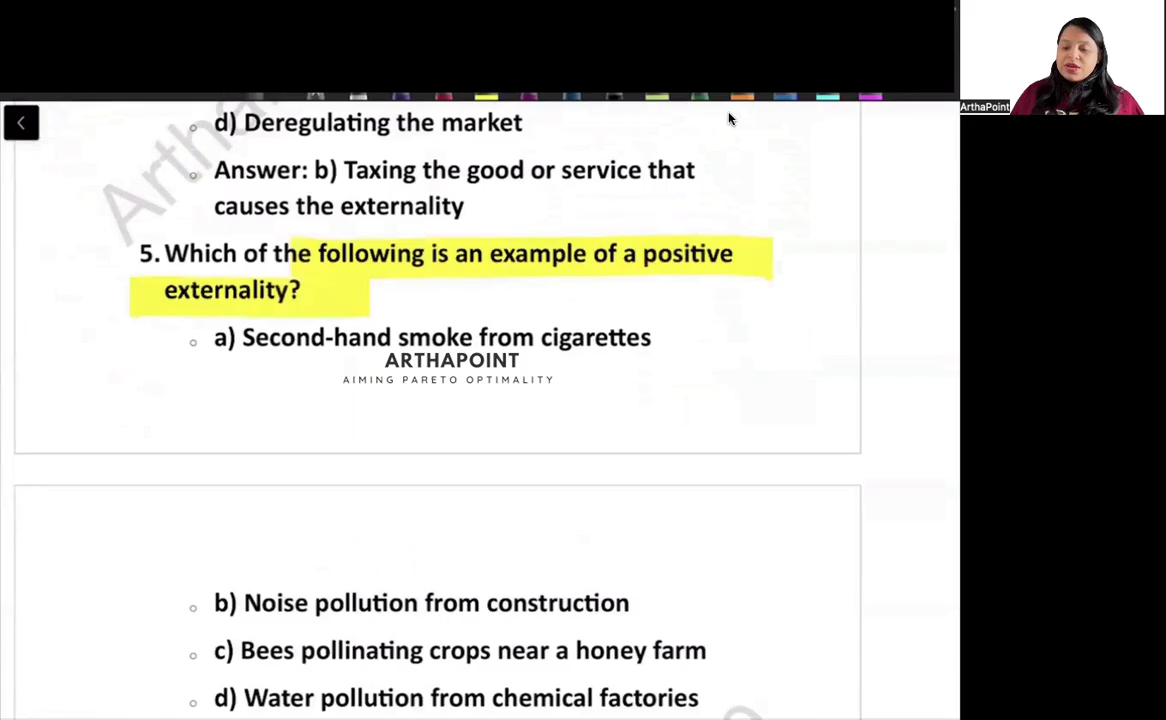 ArthaPoint
Artha
d) Deregulating the market
Answer: b) Taxing the good or service that
causes the externality
5. Which of the following is an example of a positive
externality?
a) Second-hand smoke from cigarettes
ARTHAPOINT
AIMING PARETO OPTIMALITY
b) Noise pollution from construction
c) Bees pollinating crops near a honey farm
d) Water pollution from chemical factories